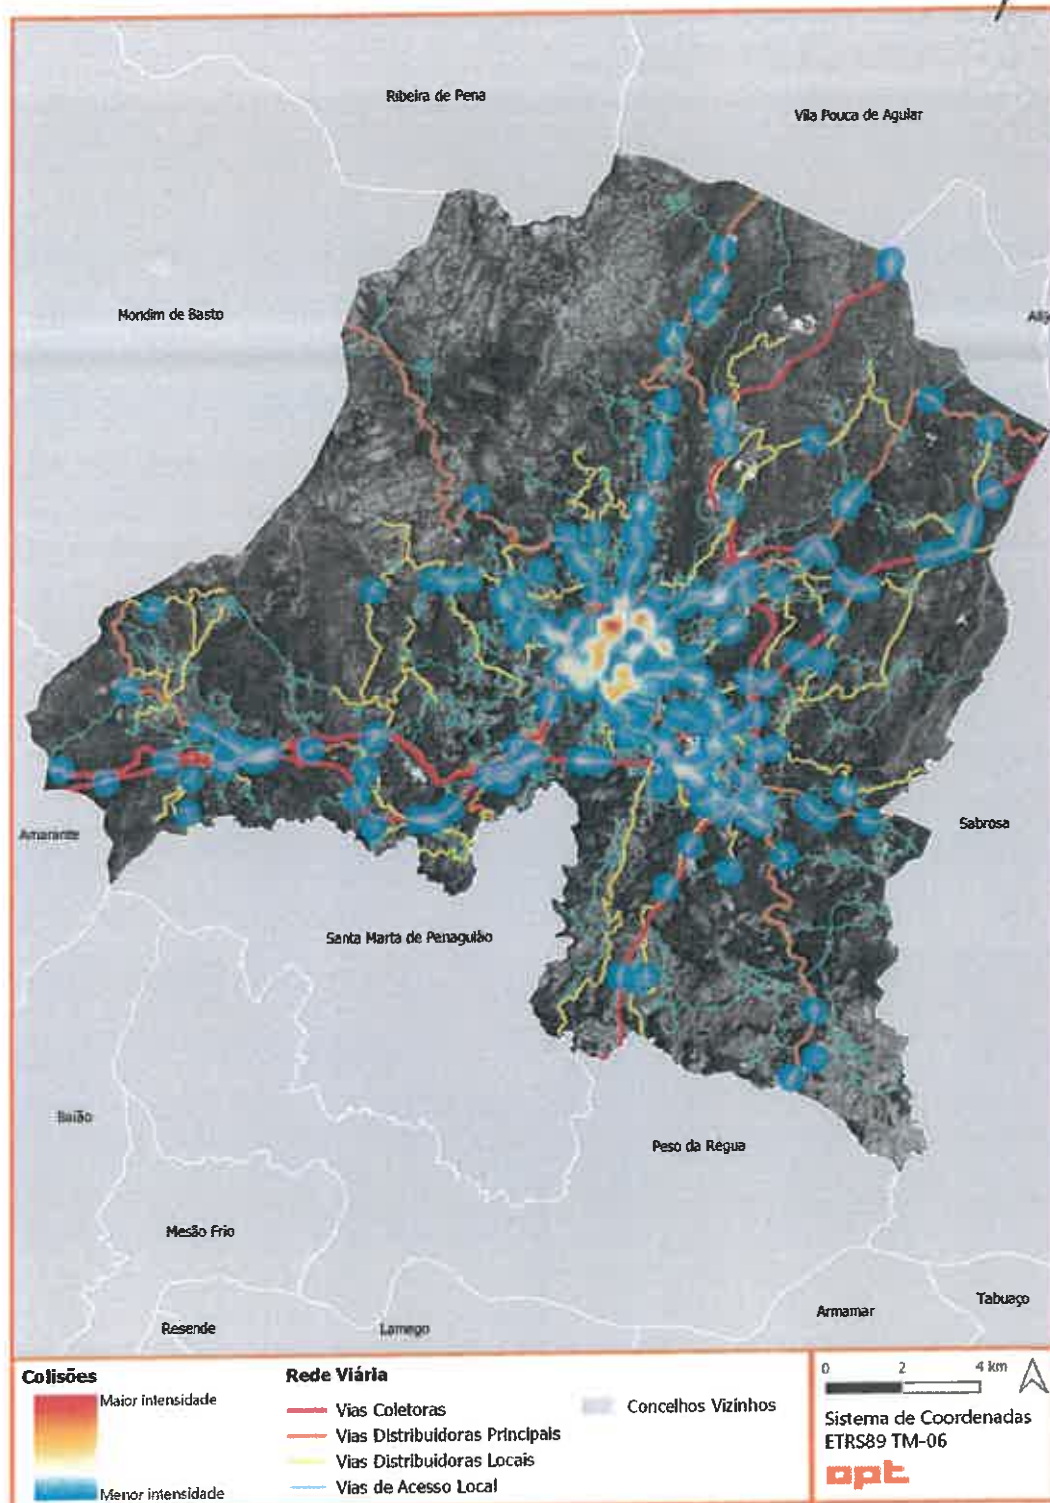 Ribeira de Pena
Vila Pouca de Aguiar
Mondim de Basto
Amarante
Sabrosa
Santa Marta de Penaguião
Baião
Peso da Regua
Mesão Frio
Tabuaço
Armamar
Resende
Lamego
Colisões
Maior intensidade
Menor intensidade
Rede Viária
Vias Coletoras
Vias Distribuidoras Principais
Vias Distribuidoras Locais
Vias de Acesso Local
Concelhos Vizinhos
0 2 4 km
Sistema de Coordenadas
ETRS89 TM-06
opt